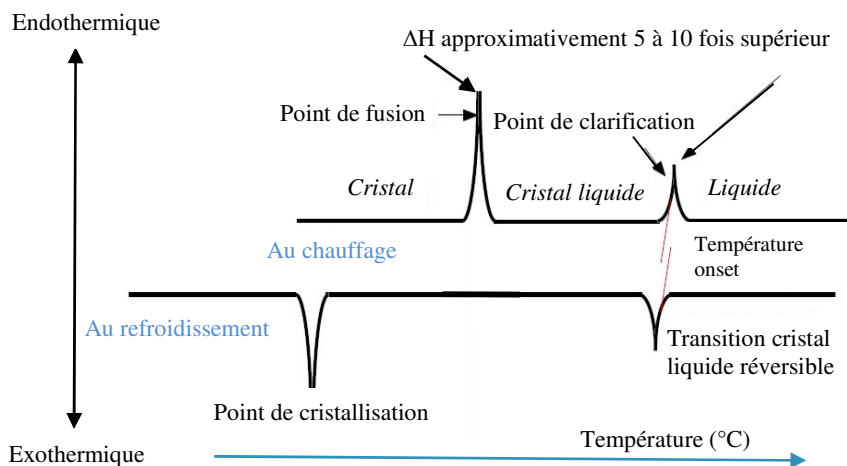 Endothermique
ΔH approximativement 5 à 10 fois supérieur
Point de fusion
Point de clarification
Cristal
Cristal liquide
Liquide
Au chauffage
Température
onset
Au refroidissement
Transition cristal
liquide réversible
Point de cristallisation
Température (°C)
Exothermique